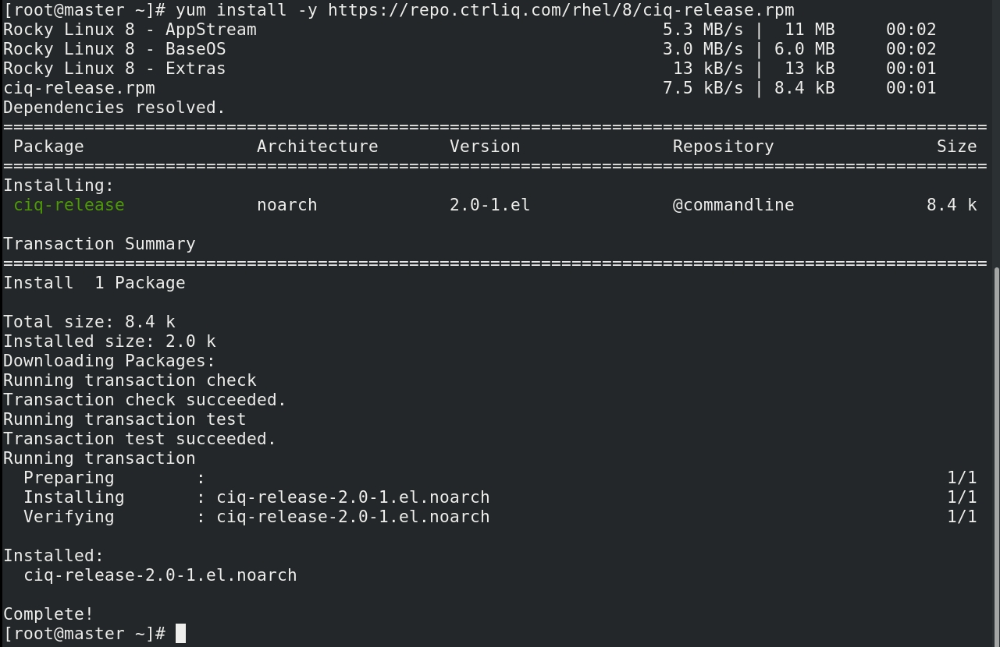 [root@master ~]# yum install -y https://repo.ctrliq.com/rhel/8/ciq-release.rpm
Rocky Linux 8 - AppStream                                        5.3 MB/s |  11 MB     00:02
Rocky Linux 8 - BaseOS                                           3.0 MB/s | 6.0 MB     00:02
Rocky Linux 8 - Extras                                            13 kB/s |  13 kB     00:01
ciq-release.rpm                                                  7.5 kB/s | 8.4 kB     00:01
Dependencies resolved.
=================================================================================================
 Package                 Architecture       Version               Repository                Size
=================================================================================================
Installing:
 ciq-release             noarch             2.0-1.el              @commandline             8.4 k

Transaction Summary
=================================================================================================
Install  1 Package

Total size: 8.4 k
Installed size: 2.0 k
Downloading Packages:
Running transaction check
Transaction check succeeded.
Running transaction test
Transaction test succeeded.
Running transaction
  Preparing        :                                                                         1/1
  Installing       : ciq-release-2.0-1.el.noarch                                             1/1
  Verifying        : ciq-release-2.0-1.el.noarch                                             1/1

Installed:
  ciq-release-2.0-1.el.noarch

Complete!
[root@master ~]#